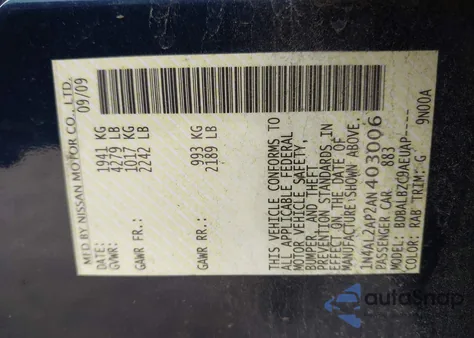 MFD BY NISSAN MOTOR CO., LTD.
09/09
GVWR: 1941 KG
4279 LB
GAWR FR: 1017 KG
2242 LB
GAWR RR: 993 KG
2189 LB
THIS VEHICLE CONFORMS TO
ALL APPLICABLE FEDERAL
MOTOR VEHICLE SAFETY,
BUMPER, AND THEFT
PREVENTION STANDARDS IN
EFFECT ON THE DATE OF
MANUFACTURE SHOWN ABOVE.
1N4AL2AP2AN403006
PASSENGER CAR 883
MODEL: BDBALBZC9AEUAP-----
COLOR: RAB TRIM: G 9N00A
autoSnap